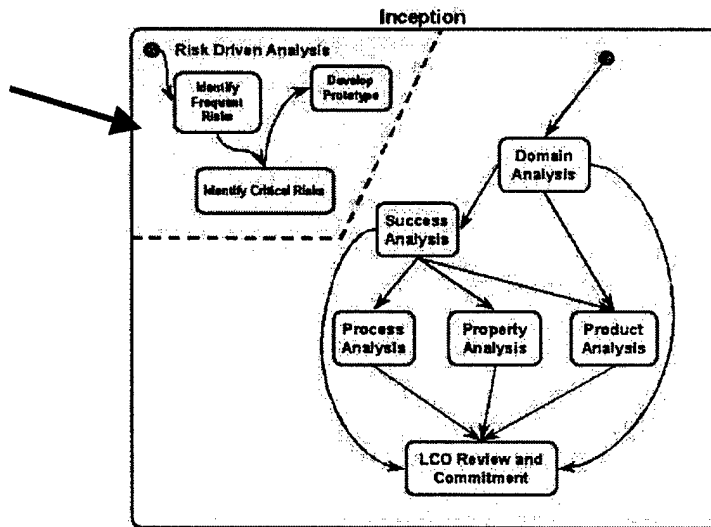 Inception
Risk Driven Analysis
Identify
Frequent
Risks
Develop
Prototype
Identify Critical Risks
Domain
Analysis
Success
Analysis
Process
Analysis
Property
Analysis
Product
Analysis
LCO Review and
Commitment